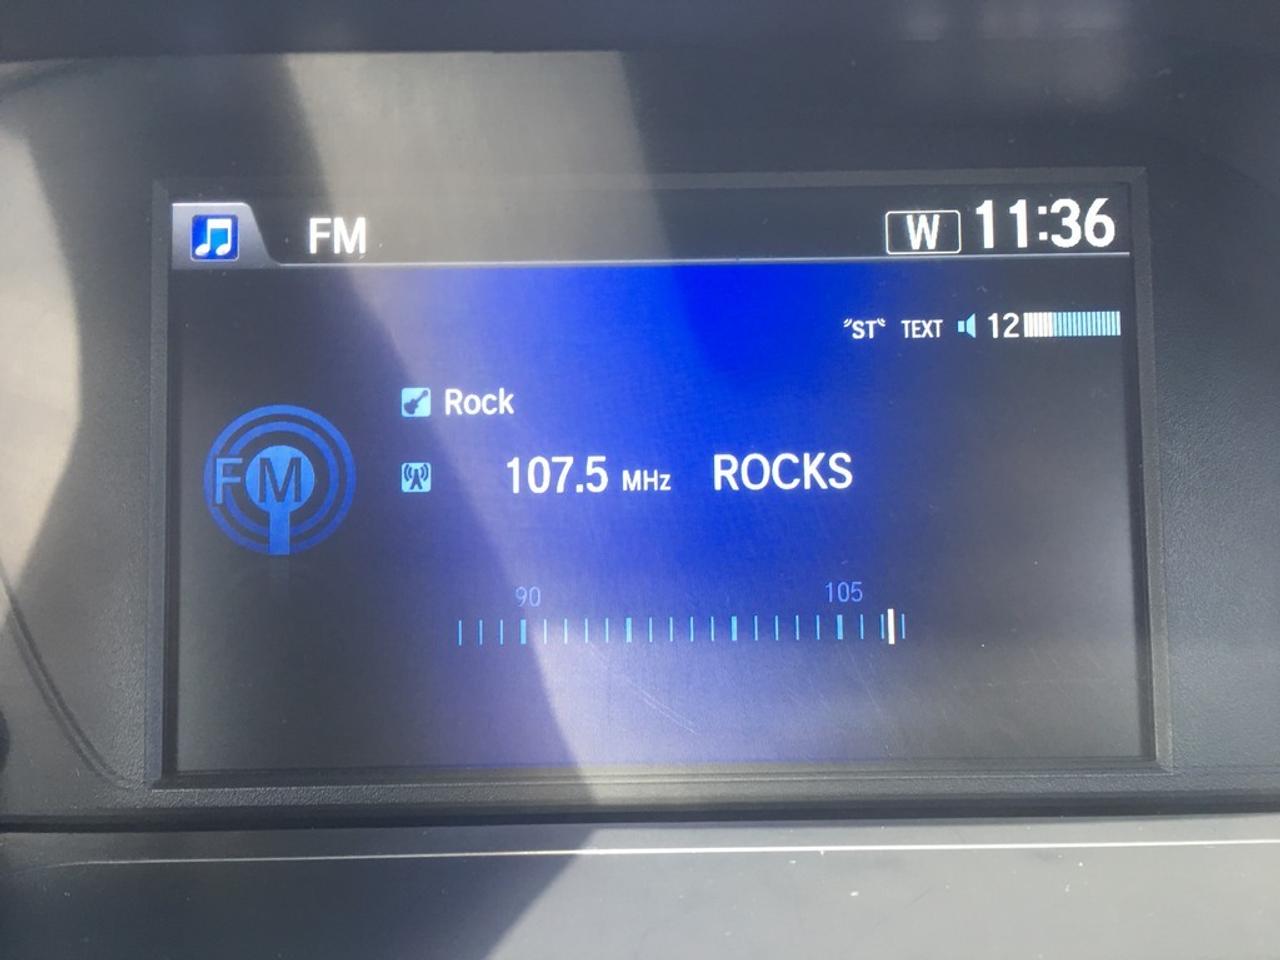 FM W 11:36
"ST" TEXT 12
Rock
FM
107.5 MHz ROCKS
90 105